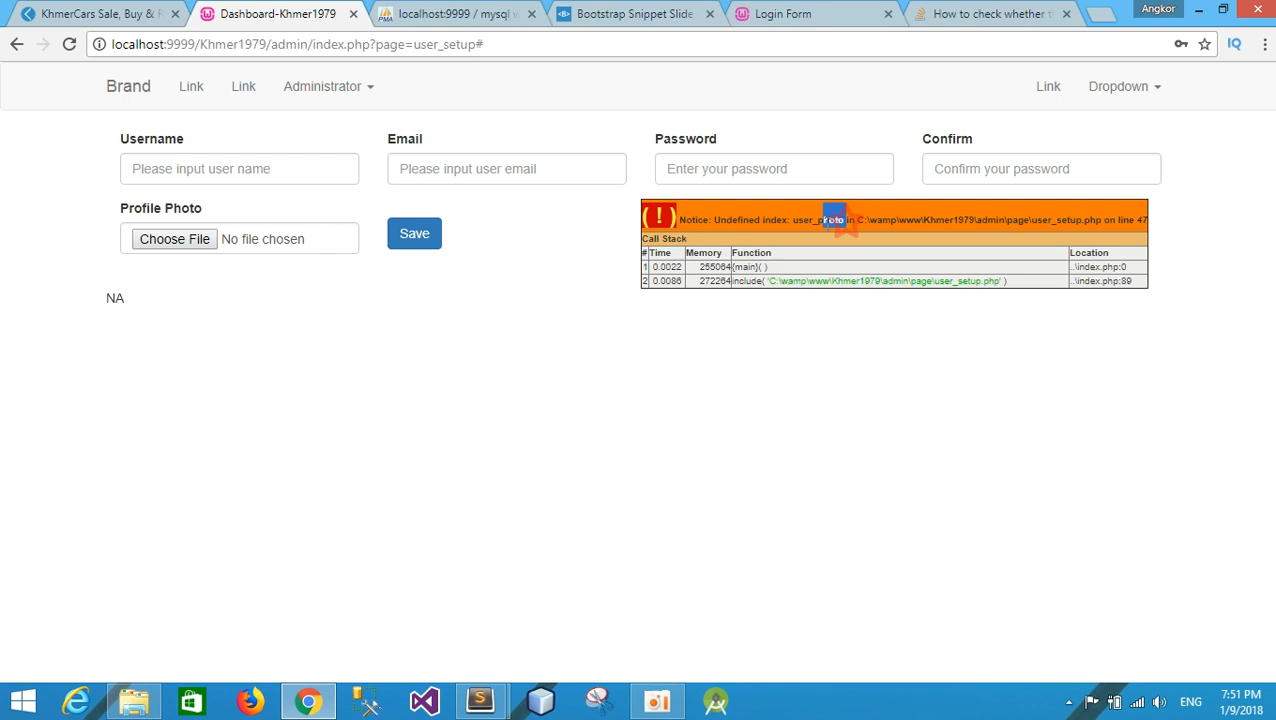 KhmerCars Sale, Buy & R
Dashboard-Khmer1979
localhost:9999 / mysql w
Bootstrap Snippet Slide
Login Form
How to check whether t
Angkor
localhost:9999/Khmer1979/admin/index.php?page=user_setup#
Brand
Link
Link
Administrator
Link
Dropdown
Username
Email
Password
Confirm
Please input user name
Please input user email
Enter your password
Confirm your password
Profile Photo
Choose File No file chosen
Save
( ! ) Notice: Undefined index: user_photo in C:\wamp\www\Khmer1979\admin\page\user_setup.php on line 47
Call Stack
# Time Memory Function Location
1 0.0022 255064 {main}( ) ..\index.php:0
2 0.0086 272264 include( 'C:\wamp\www\Khmer1979\admin\page\user_setup.php' ) ..\index.php:89
NA
ENG
7:51 PM
1/9/2018